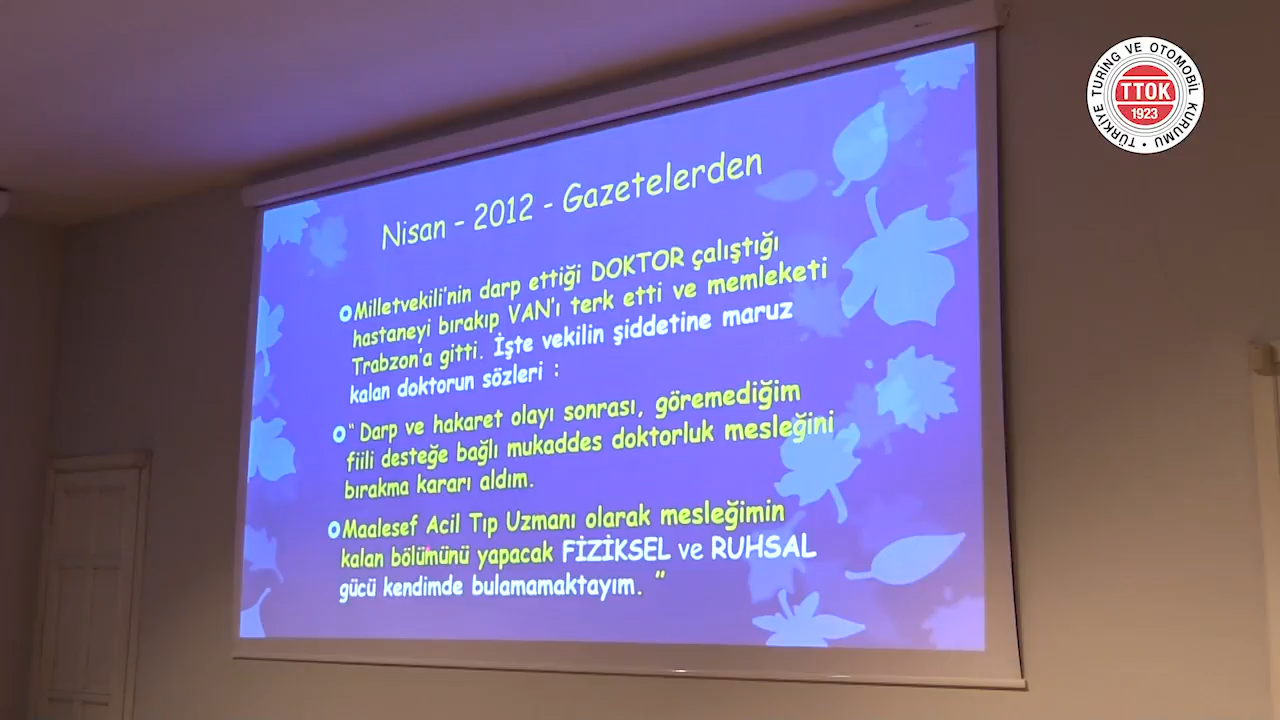 Nisan - 2012 - Gazetelerden
Milletvekili'nin darp ettiği DOKTOR çalıştığı
hastaneyi bırakıp VAN'ı terk etti ve memleketi
Trabzon'a gitti. İşte vekilin şiddetine maruz
kalan doktorun sözleri :
" Darp ve hakaret olayı sonrası, göremediğim
fiili desteğe bağlı mukaddes doktorluk mesleğini
bırakma kararı aldım.
Maalesef Acil Tıp Uzmanı olarak mesleğimin
kalan bölümünü yapacak FİZİKSEL ve RUHSAL
gücü kendimde bulamamaktayım. "
TÜRKİYE TURİNG VE OTOMOBİL KURUMU
TTOK
1923